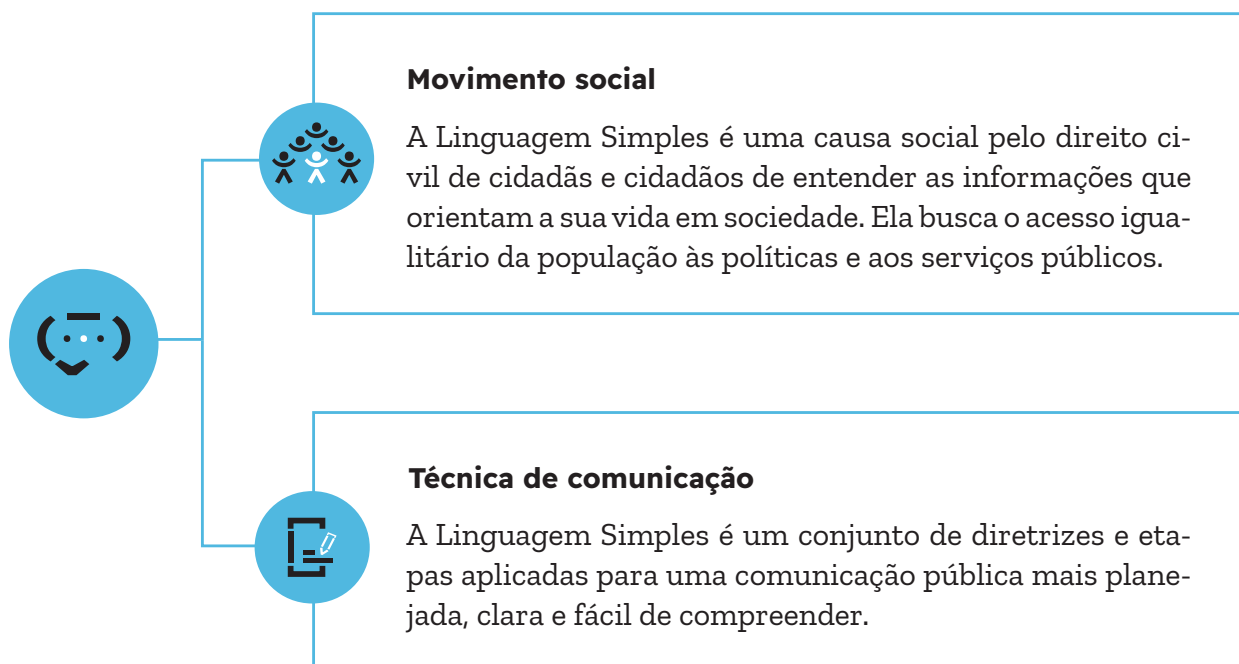 Movimento social
A Linguagem Simples é uma causa social pelo direito ci-
vil de cidadãs e cidadãos de entender as informações que
orientam a sua vida em sociedade. Ela busca o acesso igua-
litário da população às políticas e aos serviços públicos.
Técnica de comunicação
A Linguagem Simples é um conjunto de diretrizes e eta-
pas aplicadas para uma comunicação pública mais plane-
jada, clara e fácil de compreender.